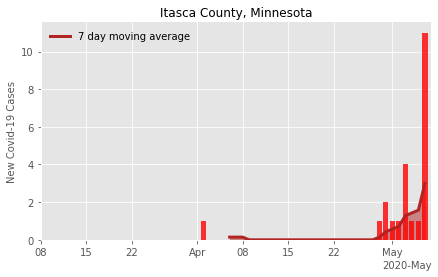 Itasca County, Minnesota
7 day moving average
New Covid-19 Cases
10
8
6
4
2
0
08 15 22 Apr 08 15 22 May
2020-May